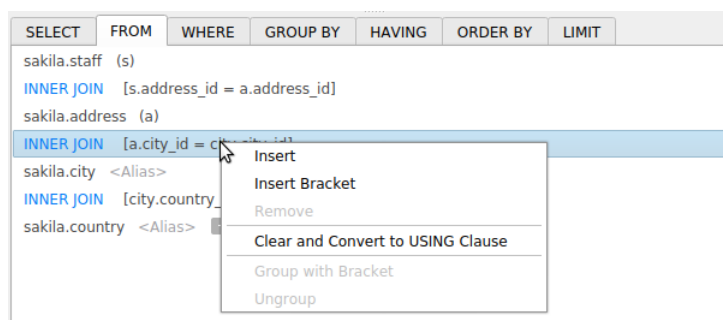 SELECT FROM WHERE GROUP BY HAVING ORDER BY LIMIT
sakila.staff (s)
INNER JOIN [s.address_id = a.address_id]
sakila.address (a)
INNER JOIN [a.city_id = city.city_id]
sakila.city <Alias>
INNER JOIN [city.country_
sakila.country <Alias>
Insert
Insert Bracket
Remove
Clear and Convert to USING Clause
Group with Bracket
Ungroup